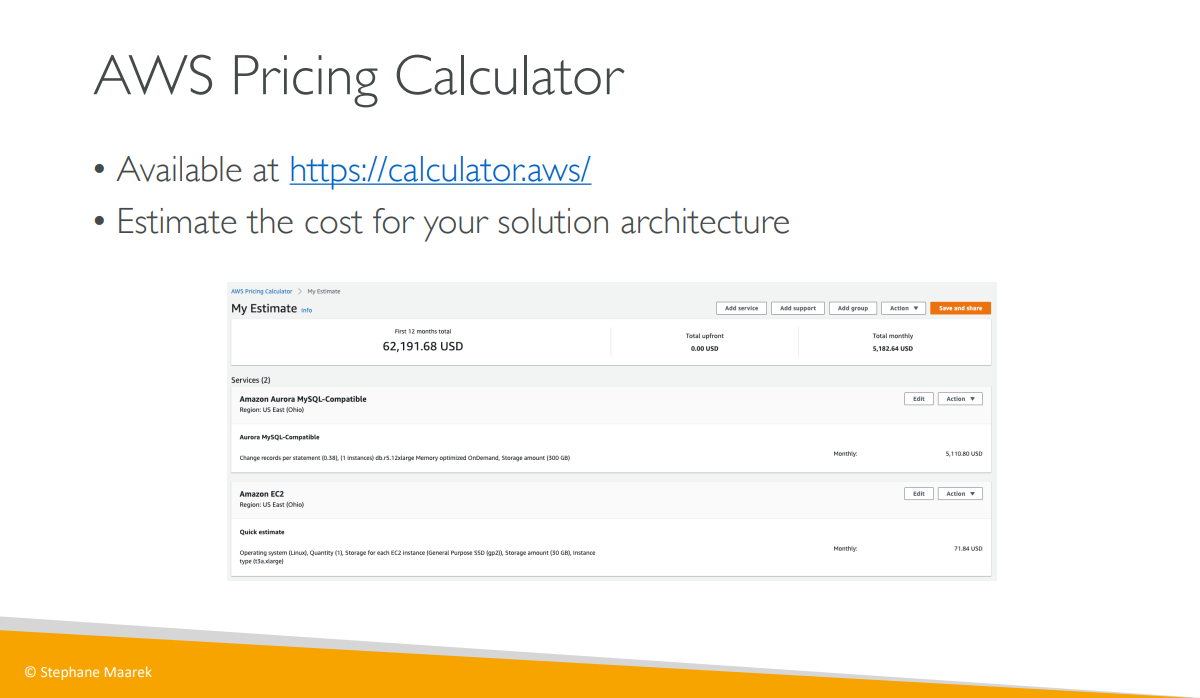 AWS Pricing Calculator
• Available at https://calculator.aws/
• Estimate the cost for your solution architecture
AWS Pricing Calculator > My Estimate
My Estimate Info
Add service Add support Add group Action ▼ Save and share
First 12 months total
62,191.68 USD
Total upfront
0.00 USD
Total monthly
5,182.64 USD
Services (2)
Amazon Aurora MySQL-Compatible
Edit Action ▼
Region: US East (Ohio)
Aurora MySQL-Compatible
Change records per statement (0.38), (1 instances) db.r5.12xlarge Memory optimized OnDemand, Storage amount (300 GB)
Monthly: 5,110.80 USD
Amazon EC2
Edit Action ▼
Region: US East (Ohio)
Quick estimate
Operating system (Linux), Quantity (1), Storage for each EC2 instance (General Purpose SSD (gp2)), Storage amount (30 GB), Instance
type (t3a.xlarge)
Monthly: 71.84 USD
© Stephane Maarek